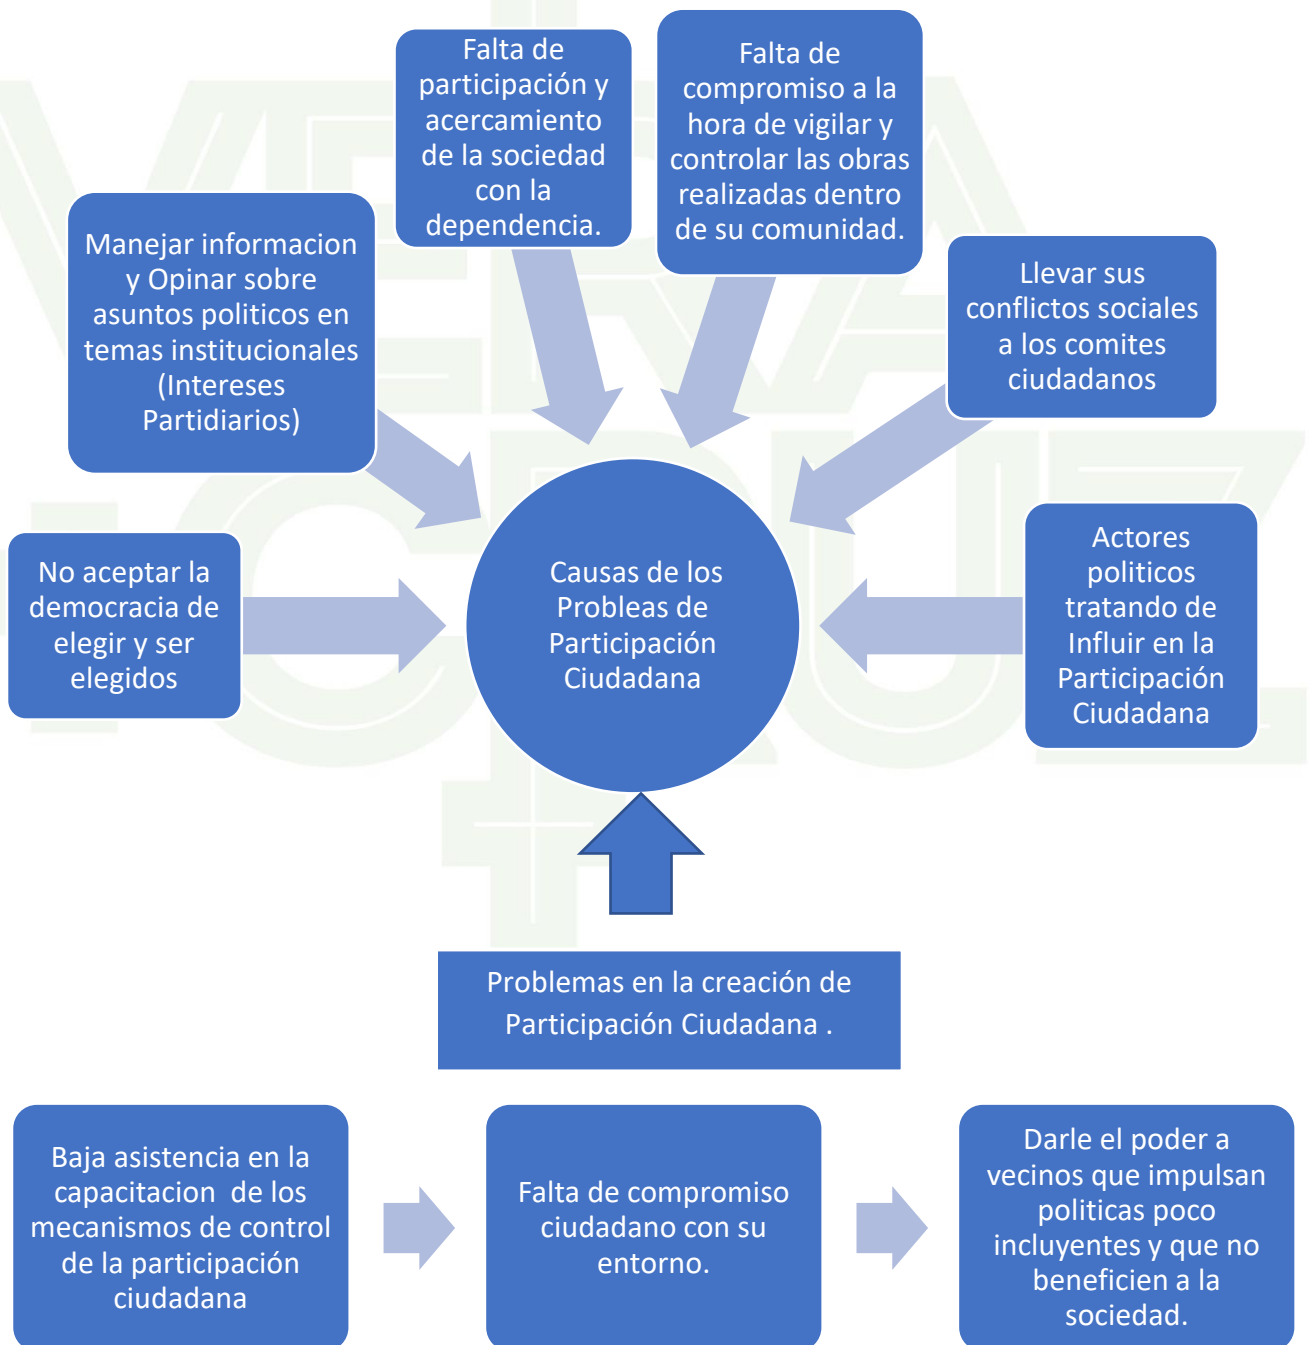 Falta de
participación y
acercamiento
de la sociedad
con la
dependencia.
Falta de
compromiso a la
hora de vigilar y
controlar las obras
realizadas dentro
de su comunidad.
Manejar informacion
y Opinar sobre
asuntos politicos en
temas institucionales
(Intereses
Partidiarios)
Llevar sus
conflictos sociales
a los comites
ciudadanos
No aceptar la
democracia de
elegir y ser
elegidos
Causas de los
Probleas de
Participación
Ciudadana
Actores
politicos
tratando de
Influir en la
Participación
Ciudadana
Problemas en la creación de
Participación Ciudadana .
Baja asistencia en la
capacitacion  de los
mecanismos de control
de la participación
ciudadana
Falta de compromiso
ciudadano con su
entorno.
Darle el poder a
vecinos que impulsan
politicas poco
incluyentes y que no
beneficien a la
sociedad.
VERA
CRUZ